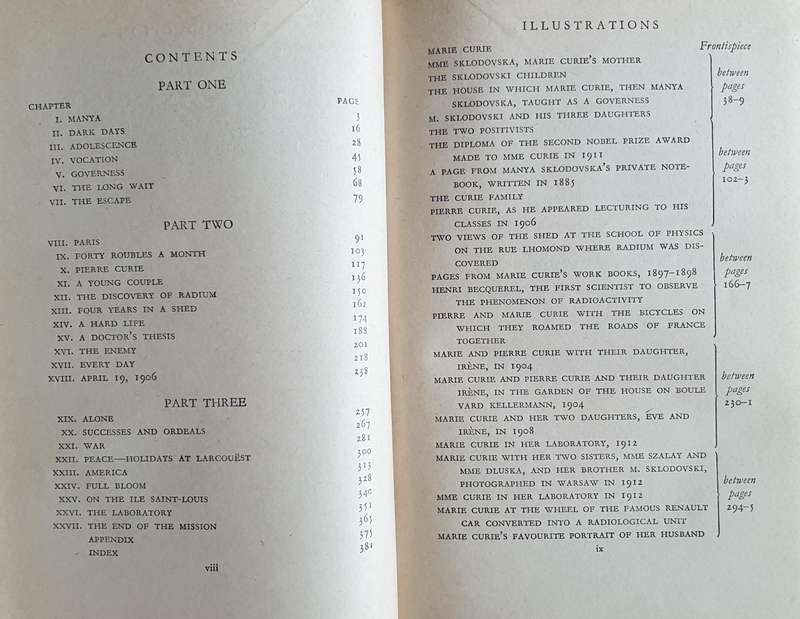 CONTENTS
PART ONE
CHAPTER PAGE
I. MANYA 3
II. DARK DAYS 16
III. ADOLESCENCE 28
IV. VOCATION 43
V. GOVERNESS 58
VI. THE LONG WAIT 68
VII. THE ESCAPE 79
PART TWO
VIII. PARIS 91
IX. FORTY ROUBLES A MONTH 103
X. PIERRE CURIE 117
XI. A YOUNG COUPLE 136
XII. THE DISCOVERY OF RADIUM 150
XIII. FOUR YEARS IN A SHED 162
XIV. A HARD LIFE 174
XV. A DOCTOR'S THESIS 188
XVI. THE ENEMY 201
XVII. EVERY DAY 218
XVIII. APRIL 19, 1906 238
PART THREE
XIX. ALONE 257
XX. SUCCESSES AND ORDEALS 267
XXI. WAR 281
XXII. PEACE—HOLIDAYS AT LARCOUËST 300
XXIII. AMERICA 313
XXIV. FULL BLOOM 328
XXV. ON THE ILE SAINT-LOUIS 340
XXVI. THE LABORATORY 351
XXVII. THE END OF THE MISSION 365
APPENDIX 375
INDEX 381
viii
ILLUSTRATIONS
MARIE CURIE Frontispiece
MME SKLODOVSKA, MARIE CURIE'S MOTHER
THE SKLODOVSKI CHILDREN
THE HOUSE IN WHICH MARIE CURIE, THEN MANYA
SKLODOVSKA, TAUGHT AS A GOVERNESS
M. SKLODOVSKI AND HIS THREE DAUGHTERS
between
pages
38-9
THE TWO POSITIVISTS
THE DIPLOMA OF THE SECOND NOBEL PRIZE AWARD
MADE TO MME CURIE IN 1911
A PAGE FROM MANYA SKLODOVSKA'S PRIVATE NOTE-
BOOK, WRITTEN IN 1885
THE CURIE FAMILY
PIERRE CURIE, AS HE APPEARED LECTURING TO HIS
CLASSES IN 1906
between
pages
102-3
TWO VIEWS OF THE SHED AT THE SCHOOL OF PHYSICS
ON THE RUE LHOMOND WHERE RADIUM WAS DIS-
COVERED
PAGES FROM MARIE CURIE'S WORK BOOKS, 1897-1898
HENRI BECQUEREL, THE FIRST SCIENTIST TO OBSERVE
THE PHENOMENON OF RADIOACTIVITY
PIERRE AND MARIE CURIE WITH THE BICYCLES ON
WHICH THEY ROAMED THE ROADS OF FRANCE
TOGETHER
between
pages
166-7
MARIE AND PIERRE CURIE WITH THEIR DAUGHTER,
IRÈNE, IN 1904
MARIE CURIE AND PIERRE CURIE AND THEIR DAUGHTER
IRÈNE, IN THE GARDEN OF THE HOUSE ON BOULE
VARD KELLERMANN, 1904
MARIE CURIE AND HER TWO DAUGHTERS, ÉVE AND
IRÈNE, IN 1908
MARIE CURIE IN HER LABORATORY, 1912
between
pages
230-1
MARIE CURIE WITH HER TWO SISTERS, MME SZALAY AND
MME DLUSKA, AND HER BROTHER M. SKLODOVSKI,
PHOTOGRAPHED IN WARSAW IN 1912
MME CURIE IN HER LABORATORY IN 1912
MARIE CURIE AT THE WHEEL OF THE FAMOUS RENAULT
CAR CONVERTED INTO A RADIOLOGICAL UNIT
MARIE CURIE'S FAVOURITE PORTRAIT OF HER HUSBAND
between
pages
294-5
ix